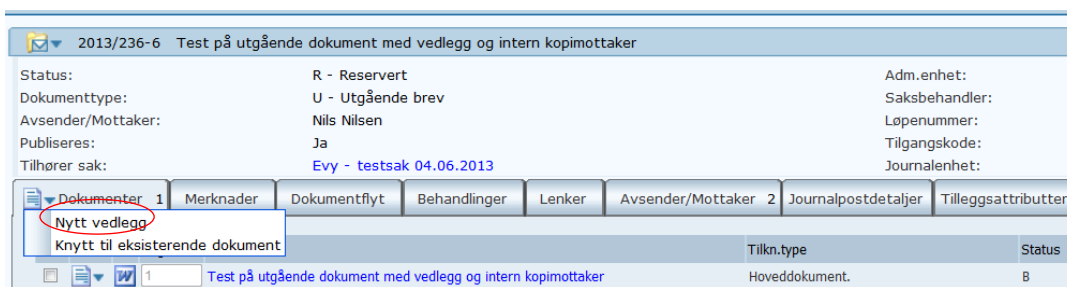 2013/236-6 Test på utgående dokument med vedlegg og intern kopimottaker
Status: R - Reservert Adm.enhet:
Dokumenttype: U - Utgående brev Saksbehandler:
Avsender/Mottaker: Nils Nilsen Løpenummer:
Publiseres: Ja Tilgangskode:
Tilhører sak: Evy - testsak 04.06.2013 Journalenhet:
Dokumenter 1 Merknader Dokumentflyt Behandlinger Lenker Avsender/Mottaker 2 Journalpostdetaljer Tilleggsattributter
Nytt vedlegg
Knytt til eksisterende dokument
Tilkn.type Status
1 Test på utgående dokument med vedlegg og intern kopimottaker Hoveddokument. B